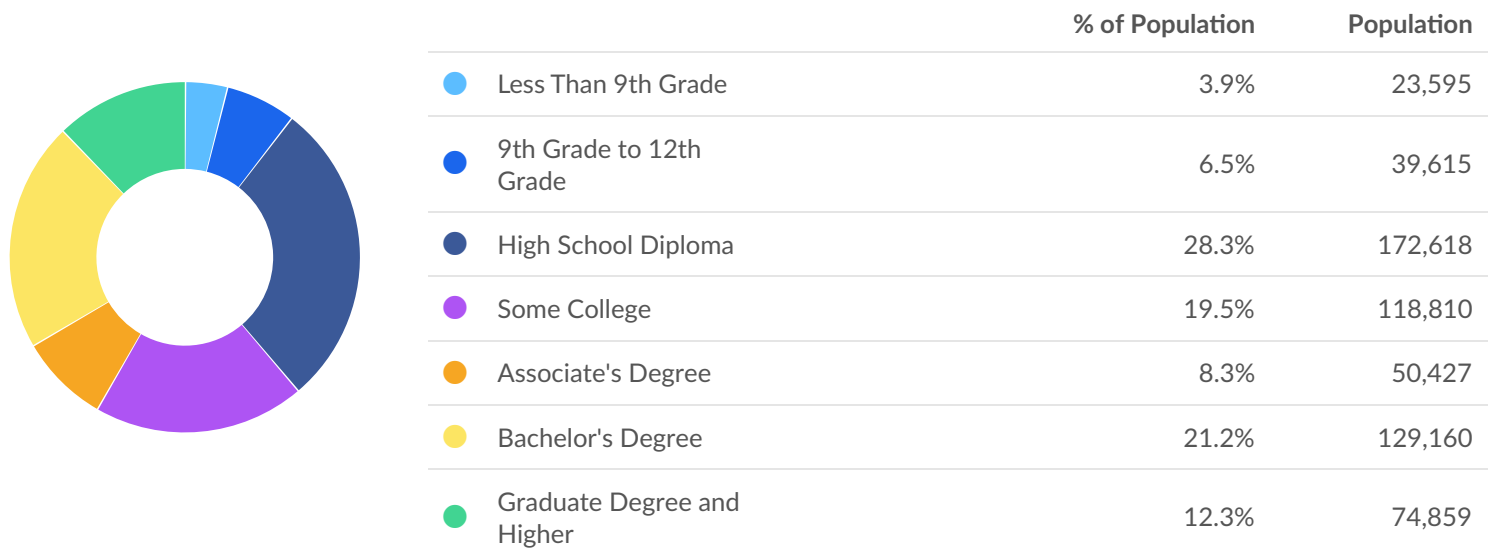 % of Population Population
Less Than 9th Grade 3.9% 23,595
9th Grade to 12th
Grade 6.5% 39,615
High School Diploma 28.3% 172,618
Some College 19.5% 118,810
Associate's Degree 8.3% 50,427
Bachelor's Degree 21.2% 129,160
Graduate Degree and
Higher 12.3% 74,859